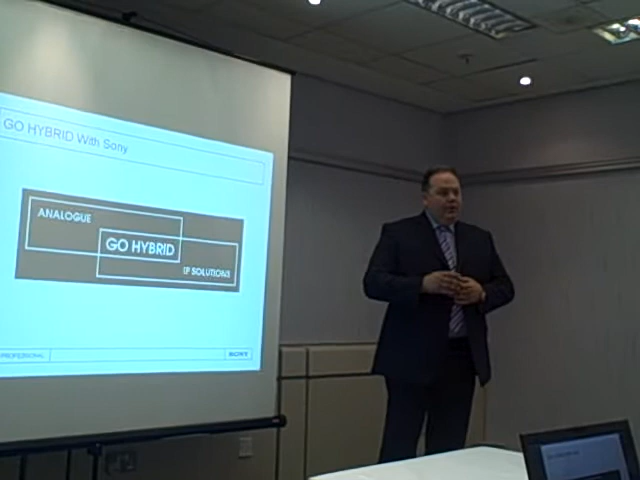 GO HYBRID With Sony
ANALOGUE
GO HYBRID
IP SOLUTIONS
PROFESSIONAL
SONY